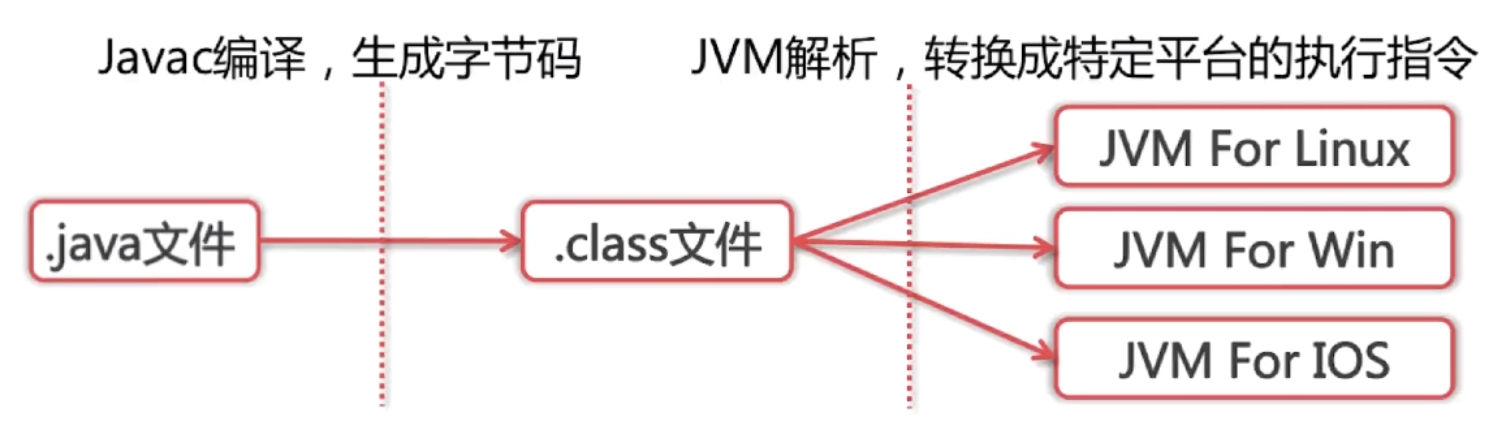 Javac编译，生成字节码
JVM解析，转换成特定平台的执行指令
.java文件
.class文件
JVM For Linux
JVM For Win
JVM For IOS